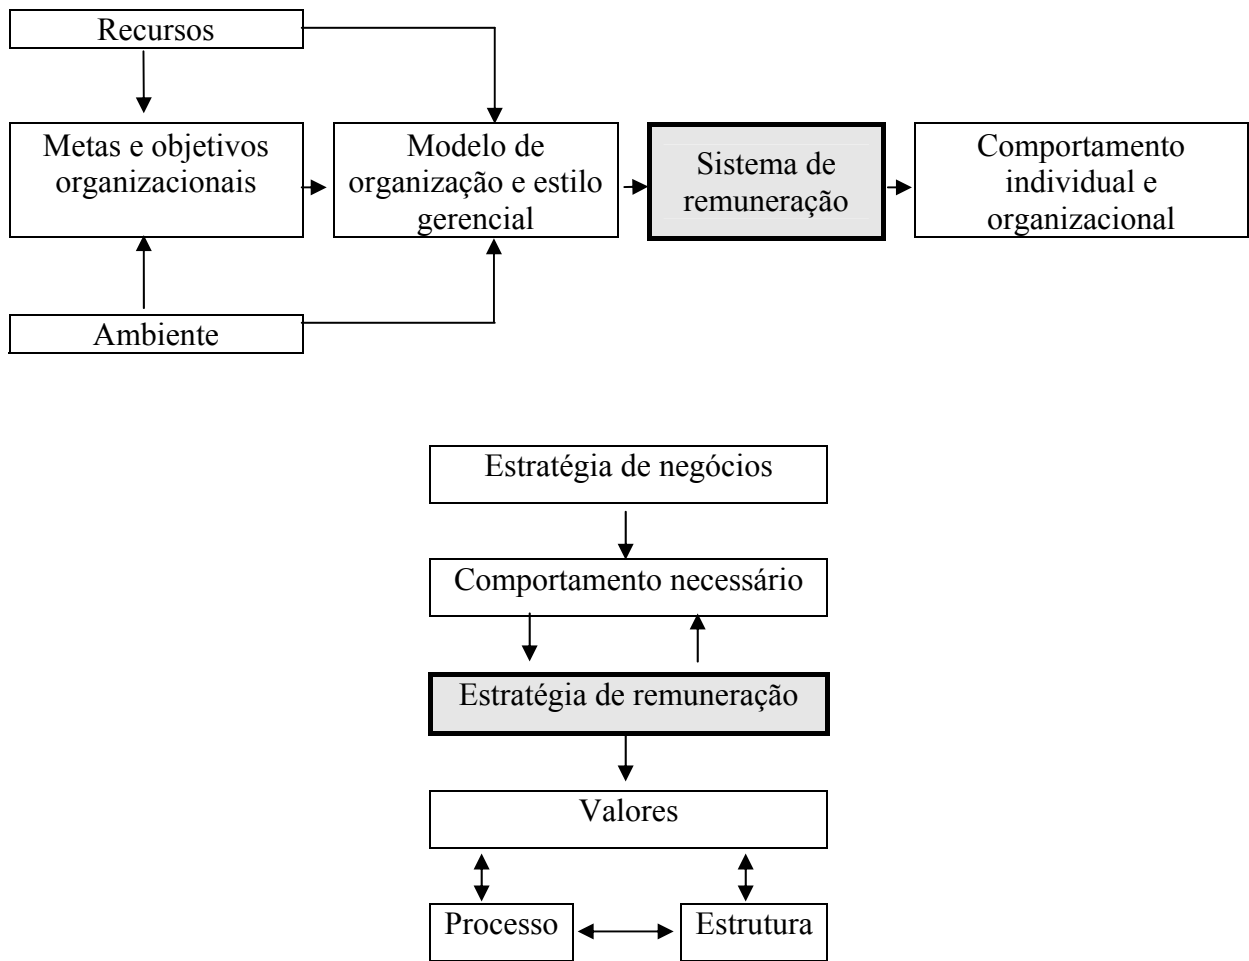 Recursos
Metas e objetivos
organizacionais
Modelo de
organização e estilo
gerencial
Sistema de
remuneração
Comportamento
individual e
organizacional
Ambiente
Estratégia de negócios
Comportamento necessário
Estratégia de remuneração
Valores
Processo
Estrutura